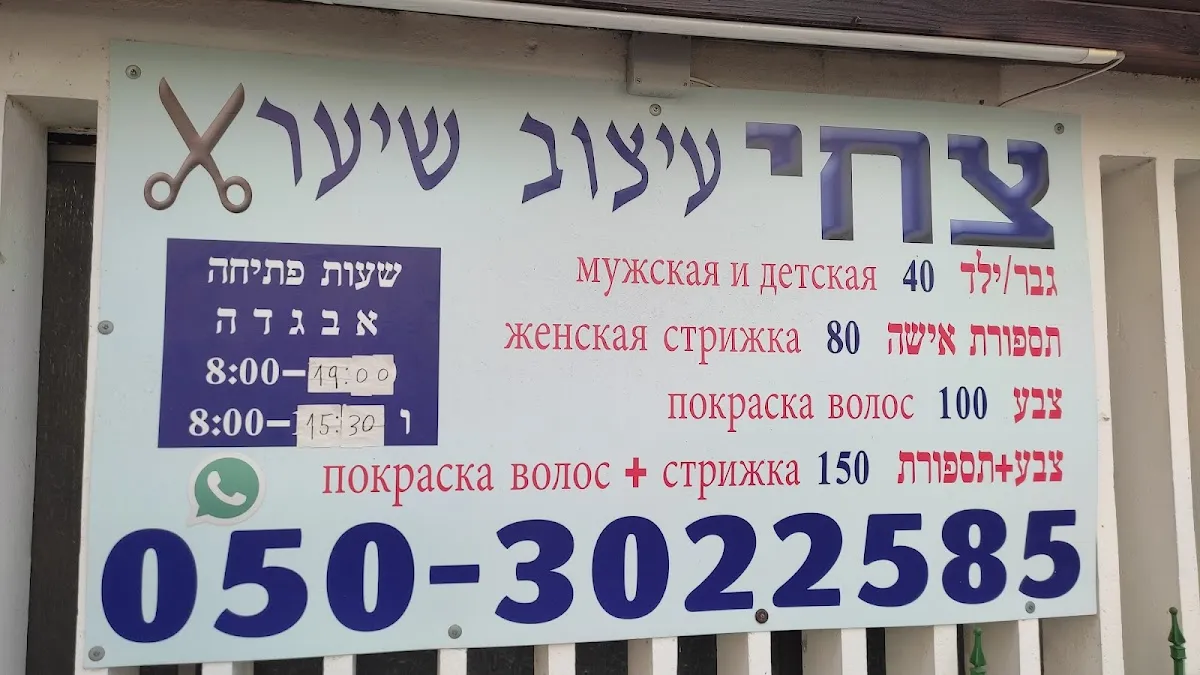 צחי עיצוב שיער
גבר/ילד 40 мужская и детская
תספורת אישה 80 женская стрижка
צבע 100 покраска волос
צבע+תספורת 150 покраска волос + стрижка
שעות פתיחה
א ב ג ד ה
8:00-19:00
ו 8:00-15:30
050-3022585